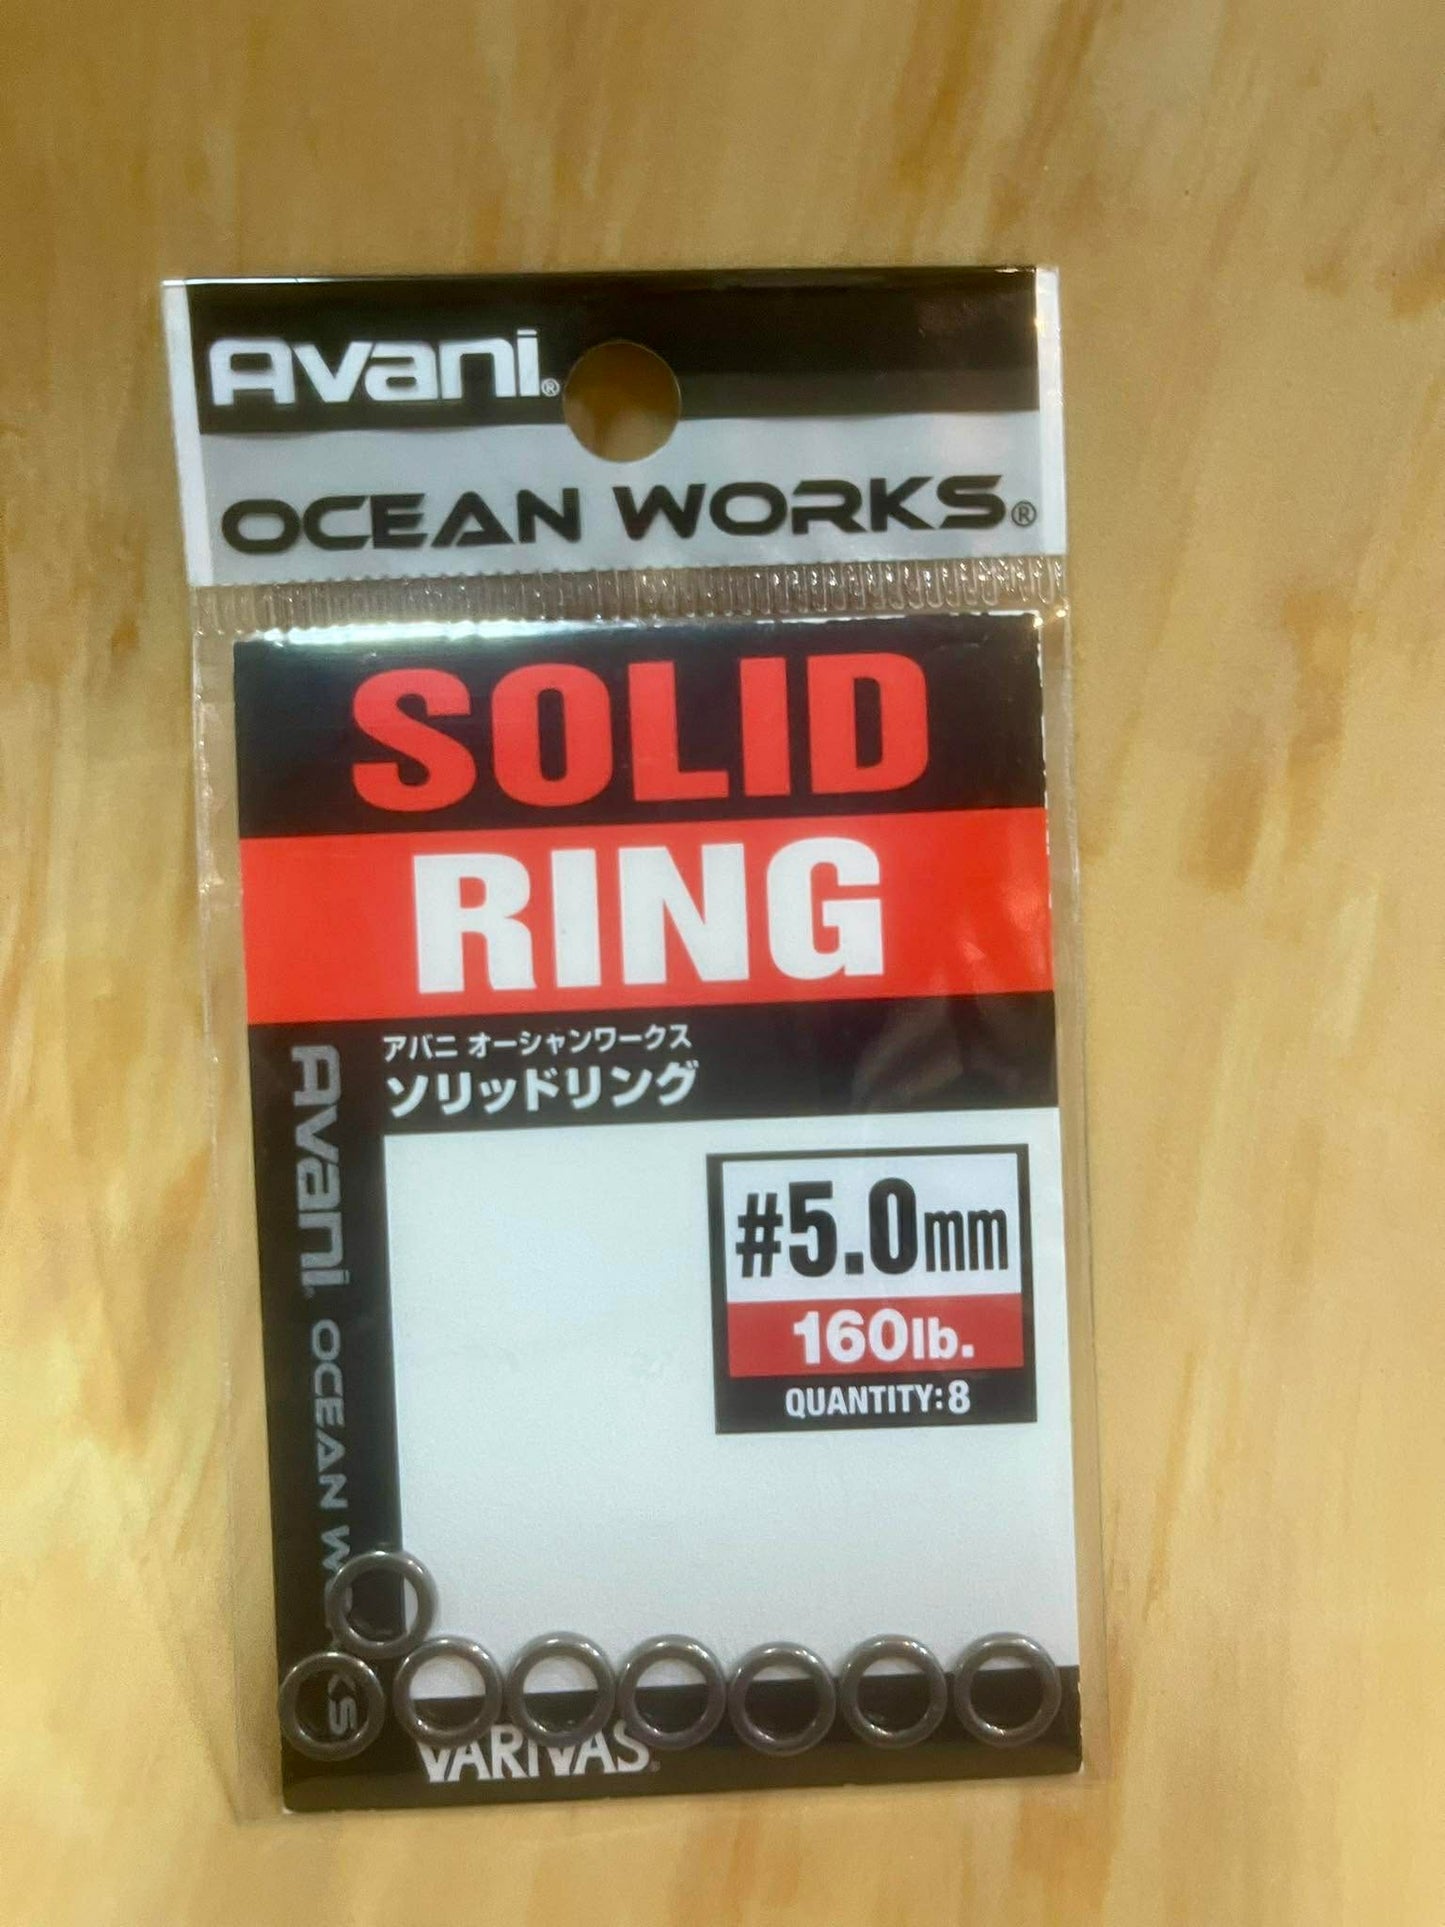 Avani®
OCEAN WORKS®
SOLID
RING
アバニ オーシャンワークス
ソリッドリング
#5.0mm
160lb.
QUANTITY:8
Avani® OCEAN WORKS
VARIVAS®